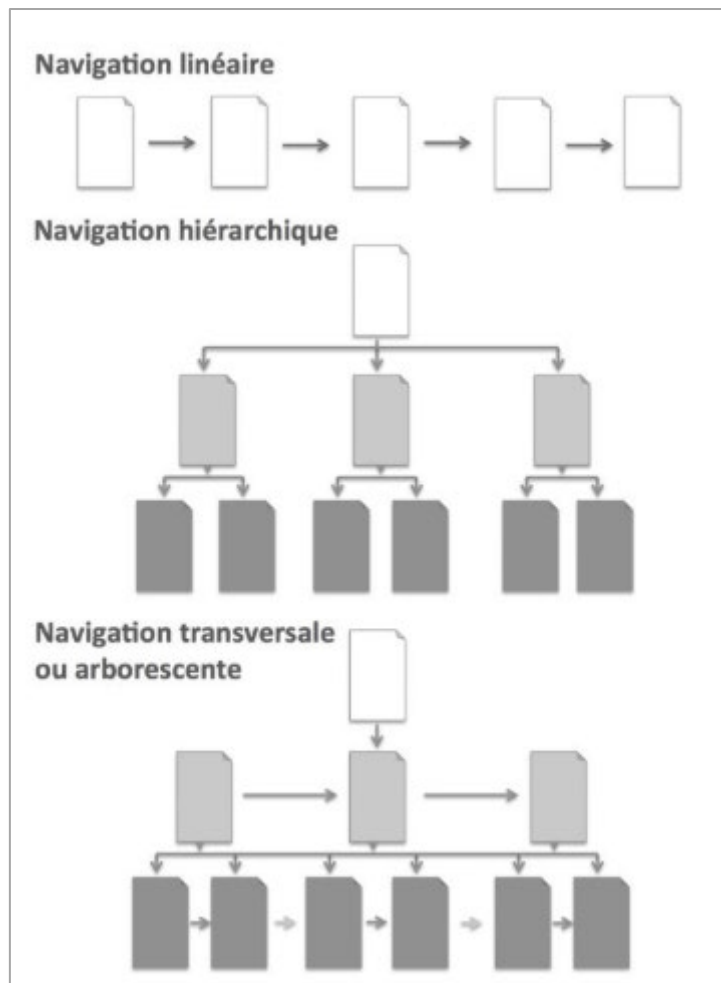 Navigation linéaire
Navigation hiérarchique
Navigation transversale
ou arborescente